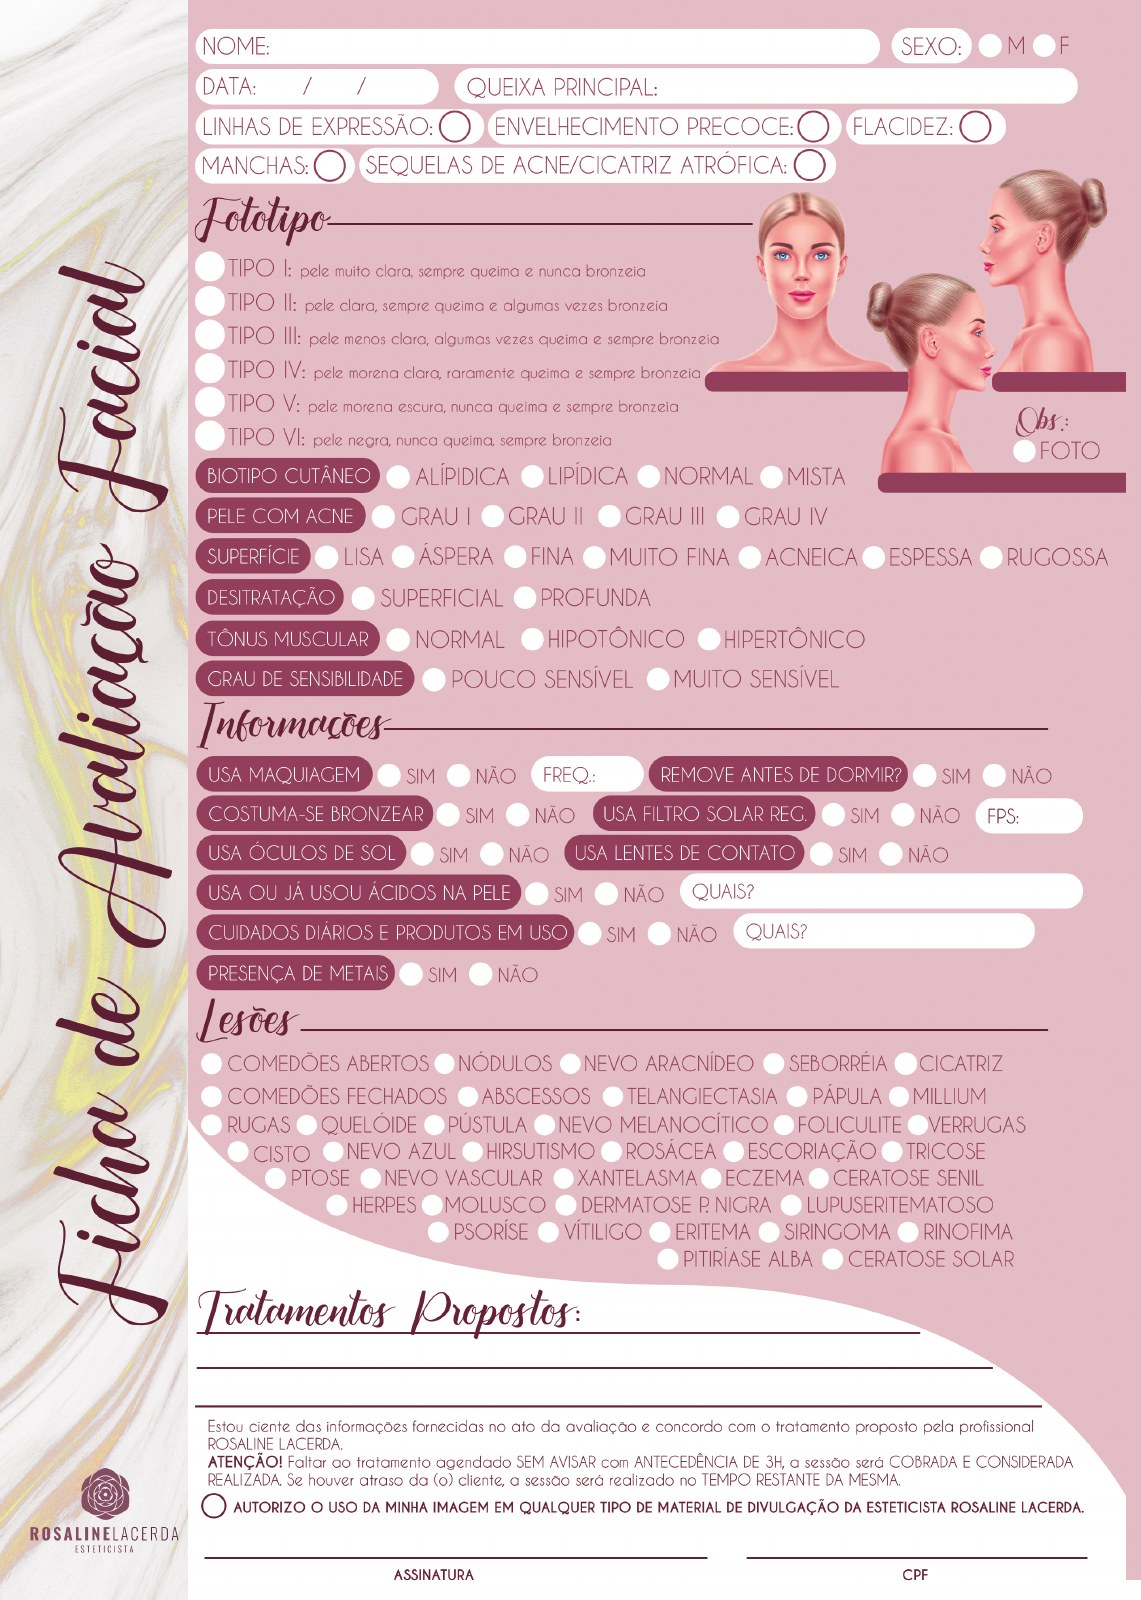 NOME:
SEXO: M F
DATA: / /
QUEIXA PRINCIPAL:
LINHAS DE EXPRESSÃO: ENVELHECIMENTO PRECOCE: FLACIDEZ:
MANCHAS: SEQUELAS DE ACNE/CICATRIZ ATRÓFICA:
Fototipo
TIPO I: pele muito clara, sempre queima e nunca bronzeia
TIPO II: pele clara, sempre queima e algumas vezes bronzeia
TIPO III: pele menos clara, algumas vezes queima e sempre bronzeia
TIPO IV: pele morena clara, raramente queima e sempre bronzeia
TIPO V: pele morena escura, nunca queima e sempre bronzeia
TIPO VI: pele negra, nunca queima, sempre bronzeia
Obs.:
FOTO
BIOTIPO CUTÂNEO ALÍPIDICA LIPÍDICA NORMAL MISTA
PELE COM ACNE GRAU I GRAU II GRAU III GRAU IV
SUPERFÍCIE LISA ÁSPERA FINA MUITO FINA ACNEICA ESPESSA RUGOSSA
DESITRATAÇÃO SUPERFICIAL PROFUNDA
TÔNUS MUSCULAR NORMAL HIPOTÔNICO HIPERTÔNICO
GRAU DE SENSIBILIDADE POUCO SENSÍVEL MUITO SENSÍVEL
Informações
USA MAQUIAGEM SIM NÃO FREQ.: REMOVE ANTES DE DORMIR? SIM NÃO
COSTUMA-SE BRONZEAR SIM NÃO USA FILTRO SOLAR REG. SIM NÃO FPS:
USA ÓCULOS DE SOL SIM NÃO USA LENTES DE CONTATO SIM NÃO
USA OU JÁ USOU ÁCIDOS NA PELE SIM NÃO QUAIS?
CUIDADOS DIÁRIOS E PRODUTOS EM USO SIM NÃO QUAIS?
PRESENÇA DE METAIS SIM NÃO
Lesões
COMEDÕES ABERTOS NÓDULOS NEVO ARACNÍDEO SEBORRÉIA CICATRIZ
COMEDÕES FECHADOS ABSCESSOS TELANGIECTASIA PÁPULA MILLIUM
RUGAS QUELÓIDE PÚSTULA NEVO MELANOCÍTICO FOLICULITE VERRUGAS
CISTO NEVO AZUL HIRSUTISMO ROSÁCEA ESCORIAÇÃO TRICOSE
PTOSE NEVO VASCULAR XANTELASMA ECZEMA CERATOSE SENIL
HERPES MOLUSCO DERMATOSE P. NIGRA LUPUSERITEMATOSO
PSORÍSE VÍTILIGO ERITEMA SIRINGOMA RINOFIMA
PITIRÍASE ALBA CERATOSE SOLAR
Tratamentos Propostos:
Estou ciente das informações fornecidas no ato da avaliação e concordo com o tratamento proposto pela profissional
ROSALINE LACERDA.
ATENÇÃO! Faltar ao tratamento agendado SEM AVISAR com ANTECEDÊNCIA DE 3H, a sessão será COBRADA E CONSIDERADA
REALIZADA. Se houver atraso da (o) cliente, a sessão será realizado no TEMPO RESTANTE DA MESMA.
AUTORIZO O USO DA MINHA IMAGEM EM QUALQUER TIPO DE MATERIAL DE DIVULGAÇÃO DA ESTETICISTA ROSALINE LACERDA.
ASSINATURA CPF
Ficha de Avaliação Facial
ROSALINELACERDA
ESTETICISTA